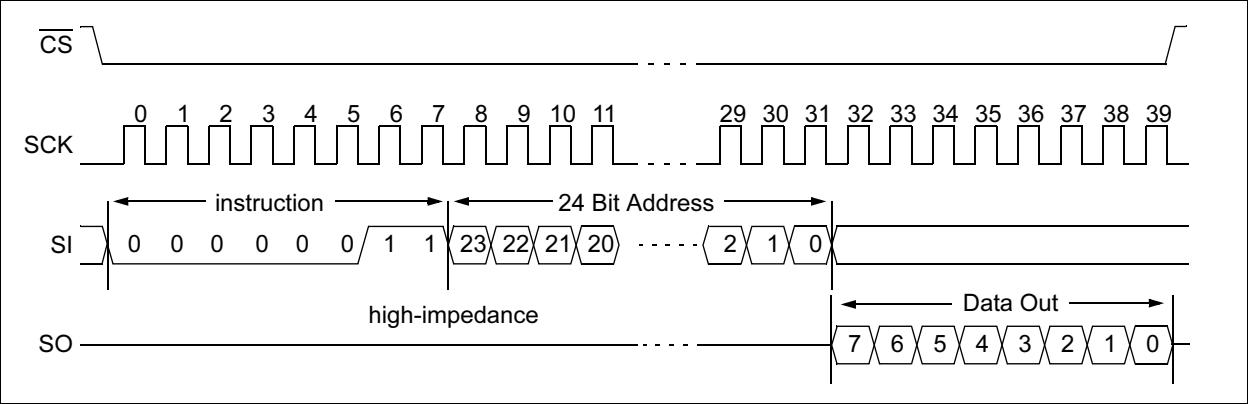 CS
0 1 2 3 4 5 6 7 8 9 10 11 29 30 31 32 33 34 35 36 37 38 39
SCK
instruction 24 Bit Address
SI 0 0 0 0 0 0 1 1 23 22 21 20 2 1 0
Data Out
high-impedance
SO 7 6 5 4 3 2 1 0